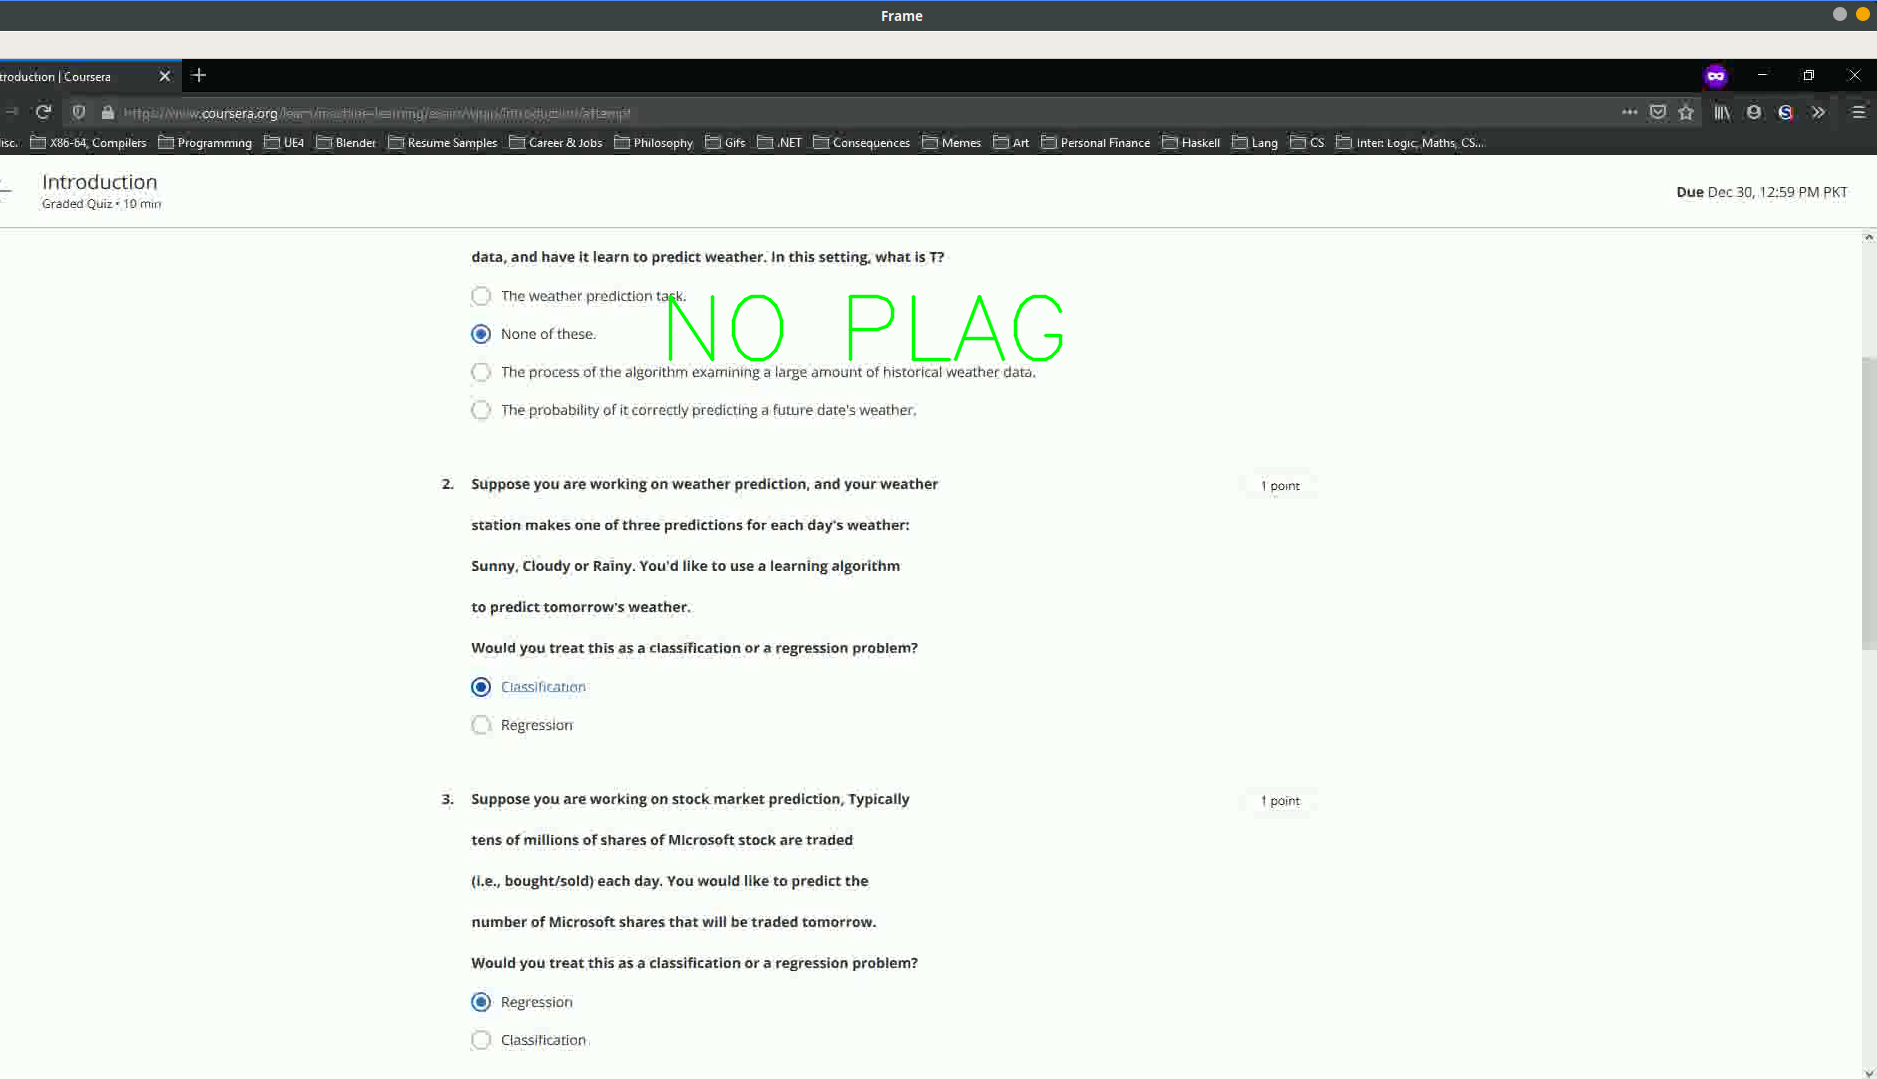 Frame
troduction | Coursera
https://www.coursera.org/learn/machine-learning/exam/wjqip/introduction/attempt
isc. X86-64, Compilers Programming UE4 Blender Resume Samples Career & Jobs Philosophy Gifs .NET Consequences Memes Art Personal Finance Haskell Lang CS Inter: Logic, Maths, CS...
Introduction
Graded Quiz • 10 min
Due Dec 30, 12:59 PM PKT
data, and have it learn to predict weather. In this setting, what is T?
The weather prediction task.
NO PLAG
None of these.
The process of the algorithm examining a large amount of historical weather data.
The probability of it correctly predicting a future date's weather.
2. Suppose you are working on weather prediction, and your weather
1 point
station makes one of three predictions for each day's weather:
Sunny, Cloudy or Rainy. You'd like to use a learning algorithm
to predict tomorrow's weather.
Would you treat this as a classification or a regression problem?
Classification
Regression
3. Suppose you are working on stock market prediction, Typically
1 point
tens of millions of shares of Microsoft stock are traded
(i.e., bought/sold) each day. You would like to predict the
number of Microsoft shares that will be traded tomorrow.
Would you treat this as a classification or a regression problem?
Regression
Classification